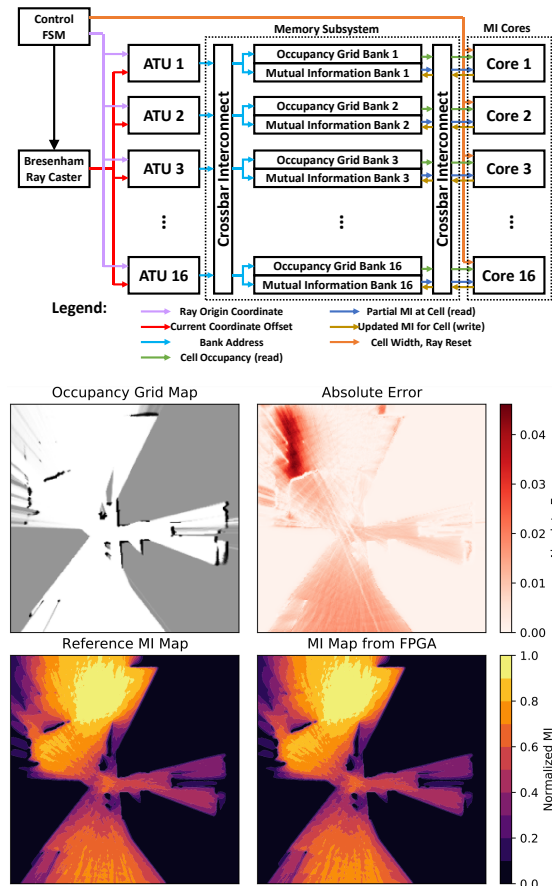 Control
FSM
Bresenham
Ray Caster
ATU 1
ATU 2
ATU 3
⋮
ATU 16
Memory Subsystem
Crossbar Interconnect
Occupancy Grid Bank 1
Mutual Information Bank 1
Occupancy Grid Bank 2
Mutual Information Bank 2
Occupancy Grid Bank 3
Mutual Information Bank 3
⋮
Occupancy Grid Bank 16
Mutual Information Bank 16
Crossbar Interconnect
MI Cores
Core 1
Core 2
Core 3
⋮
Core 16
Legend:
Ray Origin Coordinate
Current Coordinate Offset
Bank Address
Cell Occupancy (read)
Partial MI at Cell (read)
Updated MI for Cell (write)
Cell Width, Ray Reset
Occupancy Grid Map
Absolute Error
0.04
0.03
0.02
0.01
0.00
Reference MI Map
MI Map from FPGA
1.0
0.8
0.6
0.4
0.2
0.0
Normalized MI